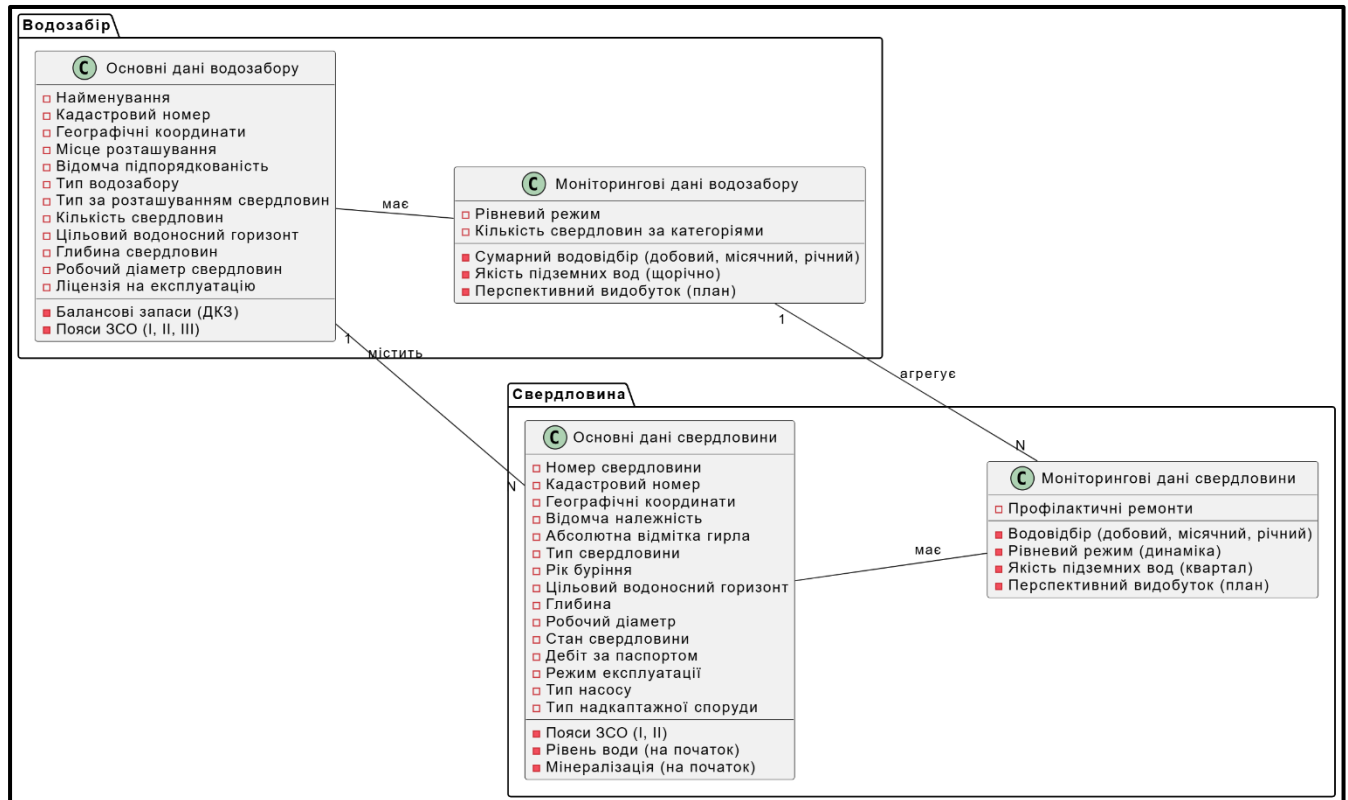 Водозабір
C Основні дані водозабору
Найменування
Кадастровий номер
Географічні координати
Місце розташування
Відомча підпорядкованість
Тип водозабору
Тип за розташуванням свердловин
Кількість свердловин
Цільовий водоносний горизонт
Глибина свердловин
Робочий діаметр свердловин
Ліцензія на експлуатацію
Балансові запаси (ДКЗ)
Пояси ЗСО (I, II, III)
має
C Моніторингові дані водозабору
Рівневий режим
Кількість свердловин за категоріями
Сумарний водовідбір (добовий, місячний, річний)
Якість підземних вод (щорічно)
Перспективний видобуток (план)
1
містить
N
1
агрегує
N
Свердловина
C Основні дані свердловини
Номер свердловини
Кадастровий номер
Географічні координати
Відомча належність
Абсолютна відмітка гирла
Тип свердловини
Рік буріння
Цільовий водоносний горизонт
Глибина
Робочий діаметр
Стан свердловини
Дебіт за паспортом
Режим експлуатації
Тип насосу
Тип надкаптажної споруди
Пояси ЗСО (I, II)
Рівень води (на початок)
Мінералізація (на початок)
має
C Моніторингові дані свердловини
Профілактичні ремонти
Водовідбір (добовий, місячний, річний)
Рівневий режим (динаміка)
Якість підземних вод (квартал)
Перспективний видобуток (план)